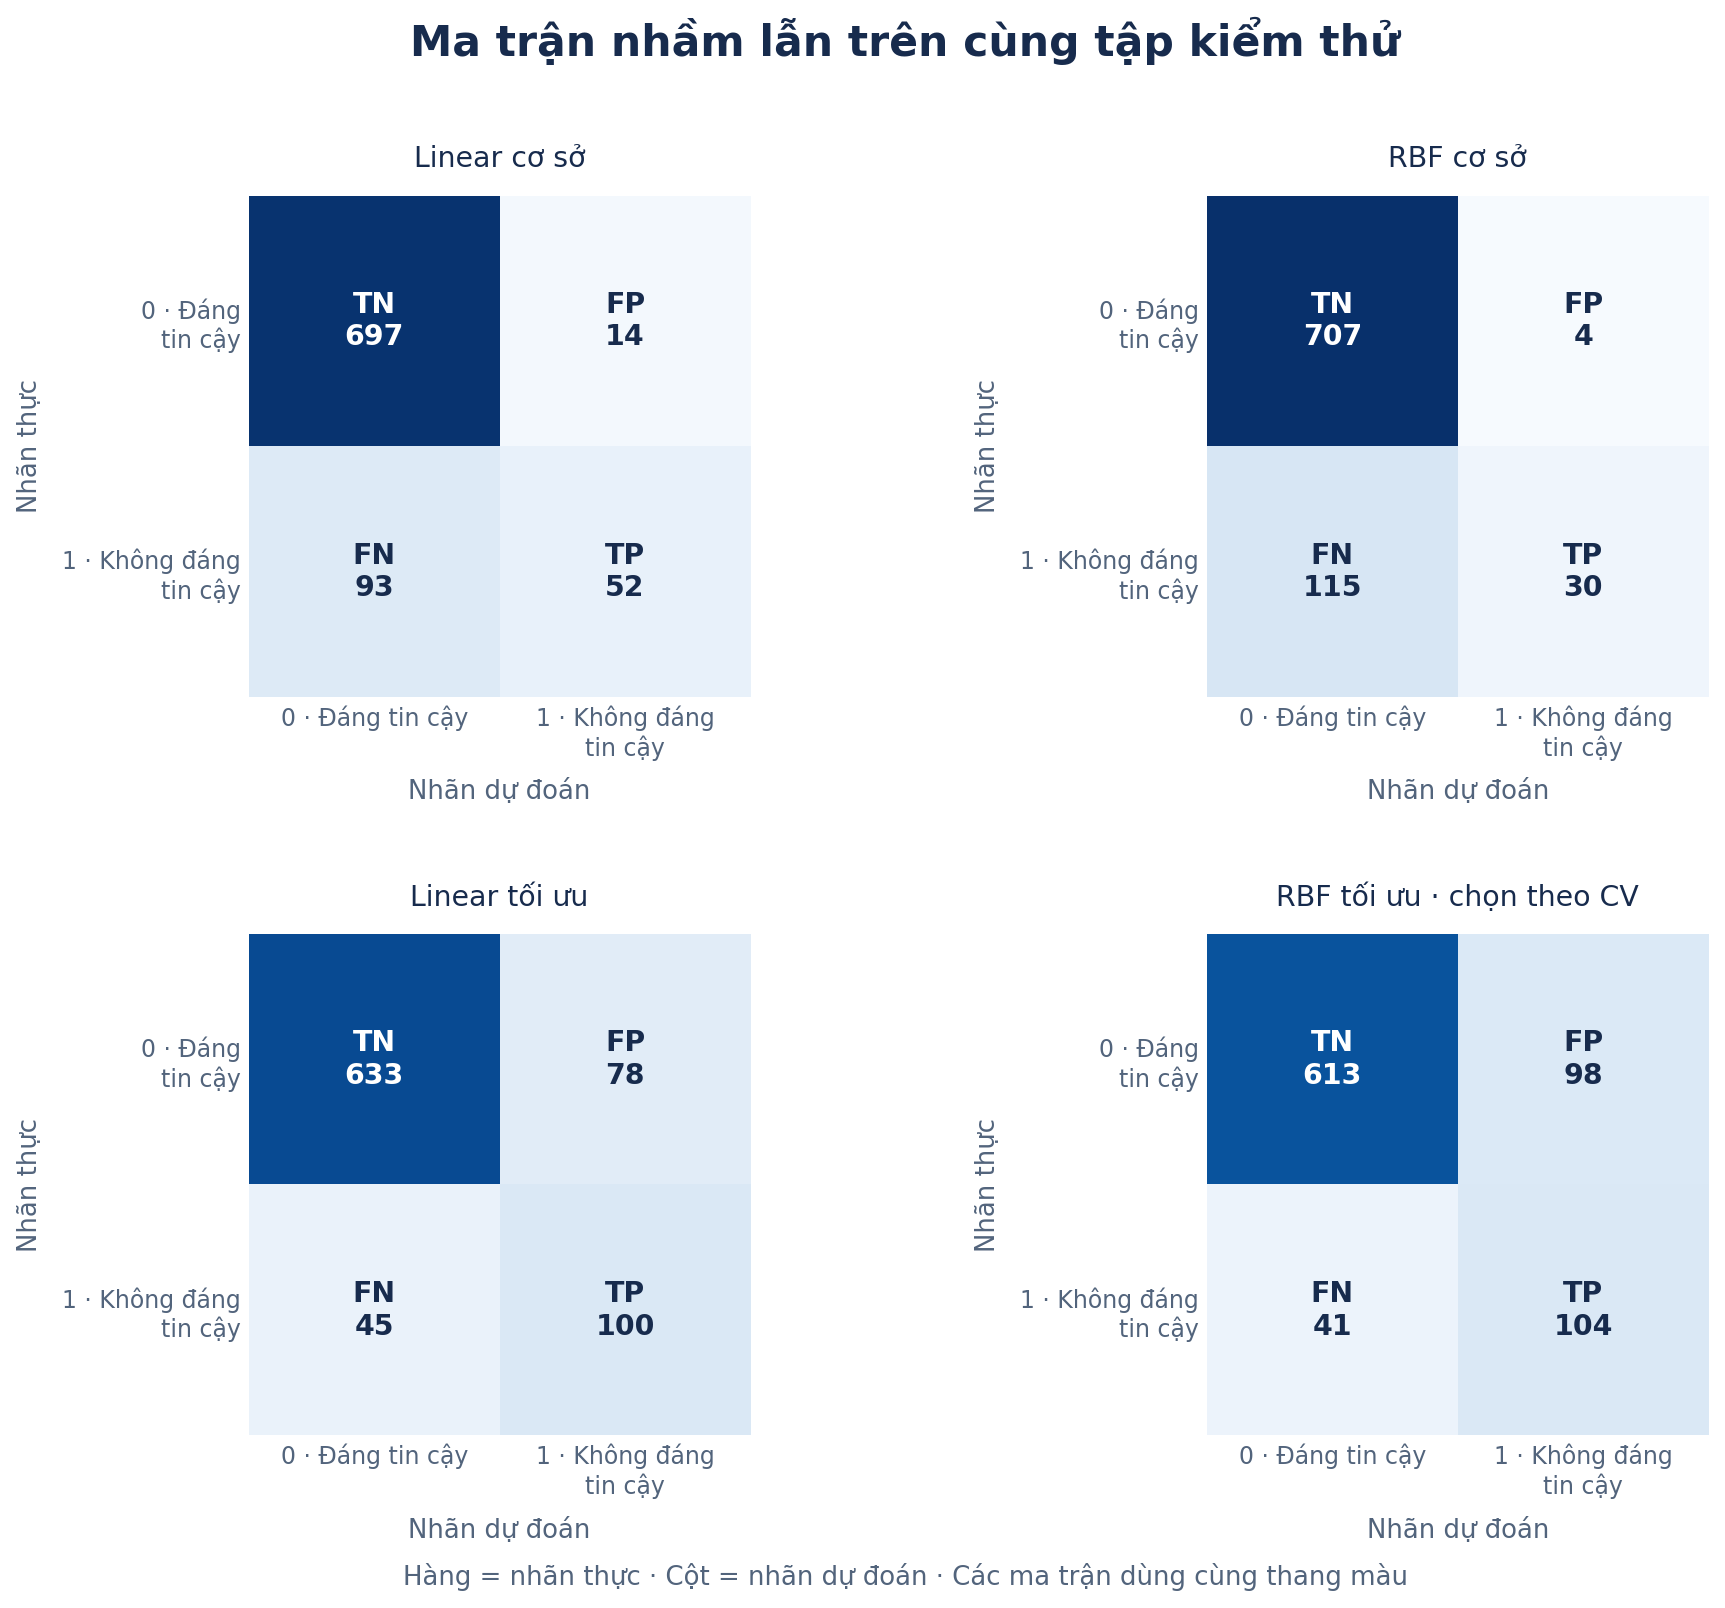 Ma trận nhầm lẫn trên cùng tập kiểm thử
Linear cơ sở
Nhãn thực
0 · Đáng
tin cậy
1 · Không đáng
tin cậy
TN
697
FP
14
FN
93
TP
52
0 · Đáng tin cậy
1 · Không đáng
tin cậy
Nhãn dự đoán
RBF cơ sở
Nhãn thực
0 · Đáng
tin cậy
1 · Không đáng
tin cậy
TN
707
FP
4
FN
115
TP
30
0 · Đáng tin cậy
1 · Không đáng
tin cậy
Nhãn dự đoán
Linear tối ưu
Nhãn thực
0 · Đáng
tin cậy
1 · Không đáng
tin cậy
TN
633
FP
78
FN
45
TP
100
0 · Đáng tin cậy
1 · Không đáng
tin cậy
Nhãn dự đoán
RBF tối ưu · chọn theo CV
Nhãn thực
0 · Đáng
tin cậy
1 · Không đáng
tin cậy
TN
613
FP
98
FN
41
TP
104
0 · Đáng tin cậy
1 · Không đáng
tin cậy
Nhãn dự đoán
Hàng = nhãn thực · Cột = nhãn dự đoán · Các ma trận dùng cùng thang màu